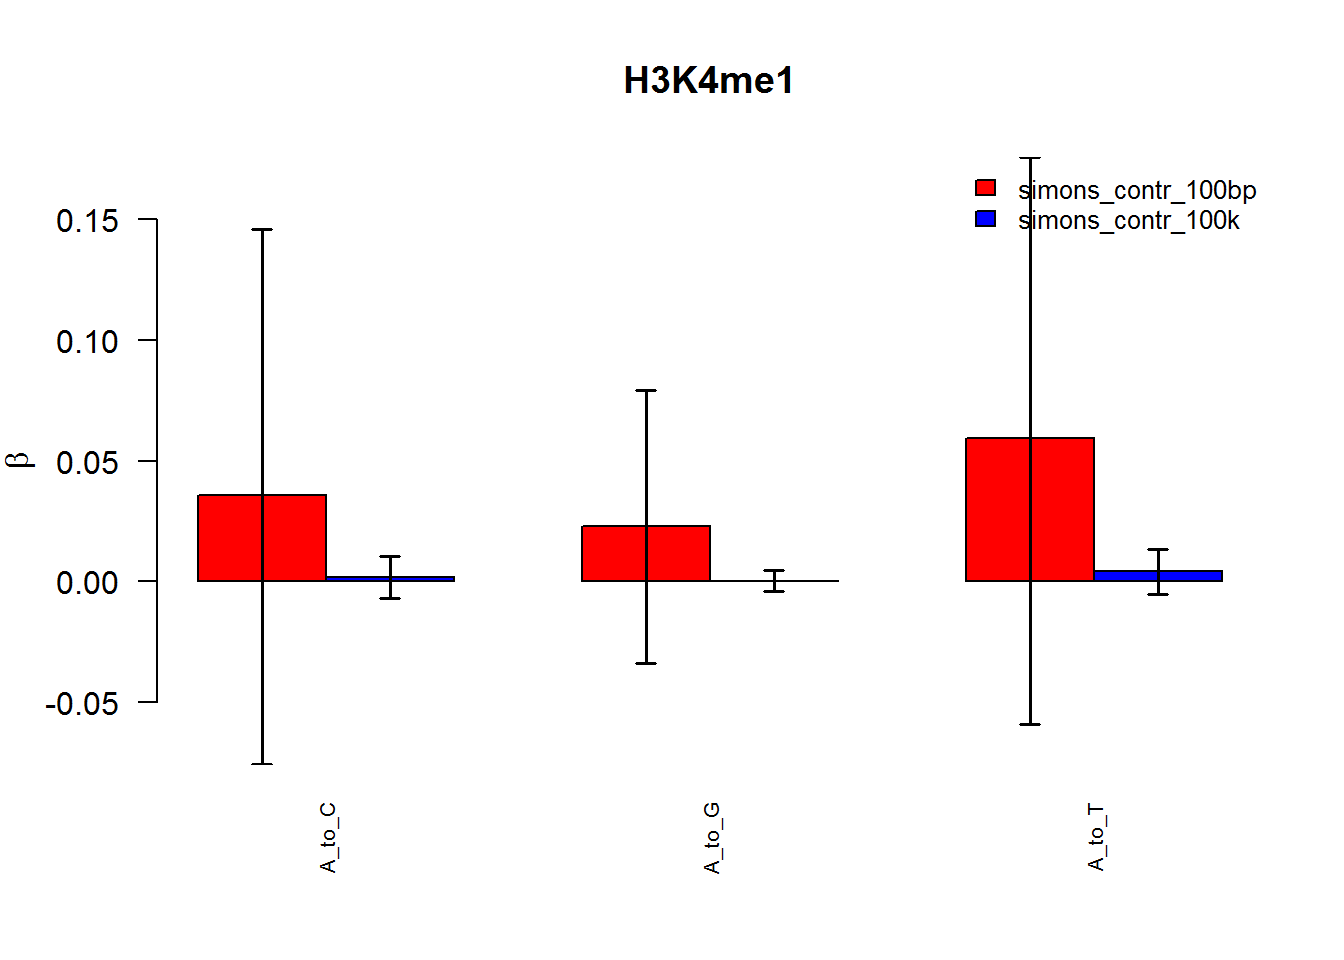 H3K4me1
simons_contr_100bp
simons_contr_100k
0.15
0.10
0.05
0.00
-0.05
β
A_to_C
A_to_G
A_to_T